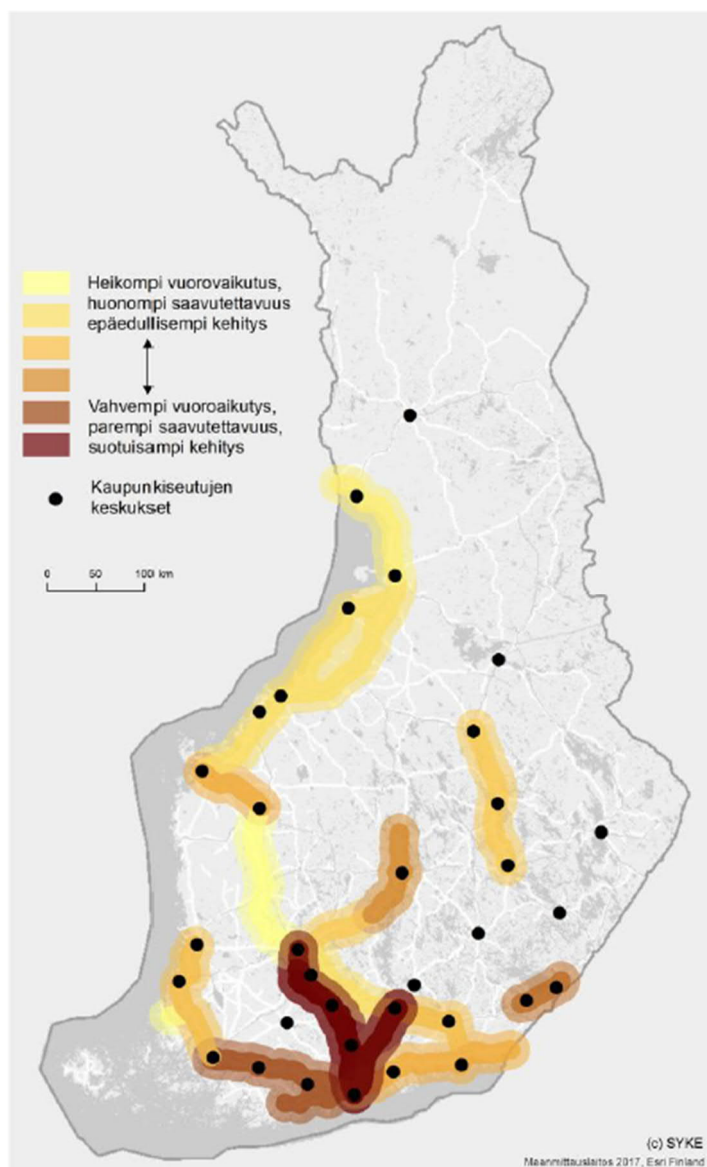 Heikompi vuorovaikutus,
huonompi saavutettavuus
epäedullisempi kehitys
Vahvempi vuoroaikutys,
parempi saavutettavuus,
suotuisampi kehitys
Kaupunkiseutujen
keskukset
0 50 100 km
(c) SYKE
Maanmittauslaitos 2017, Esri Finland